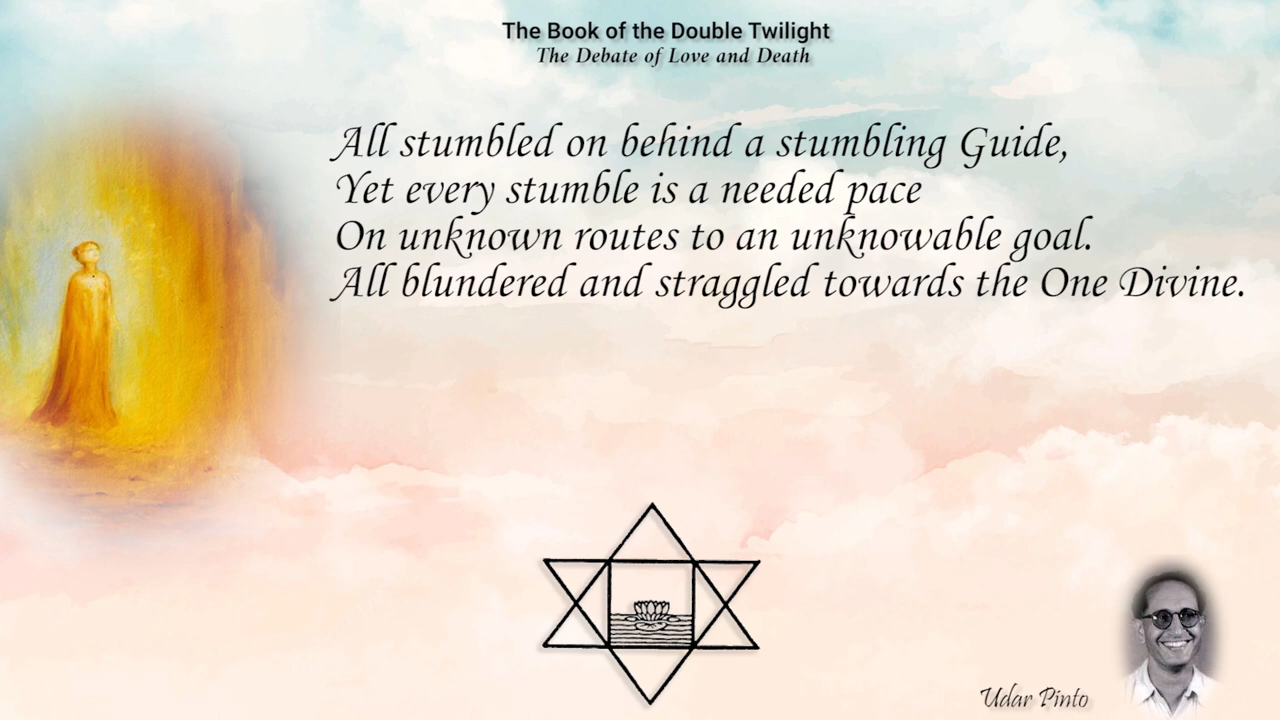 The Book of the Double Twilight
The Debate of Love and Death
All stumbled on behind a stumbling Guide,
Yet every stumble is a needed pace
On unknown routes to an unknowable goal.
All blundered and straggled towards the One Divine.
Udar Pinto